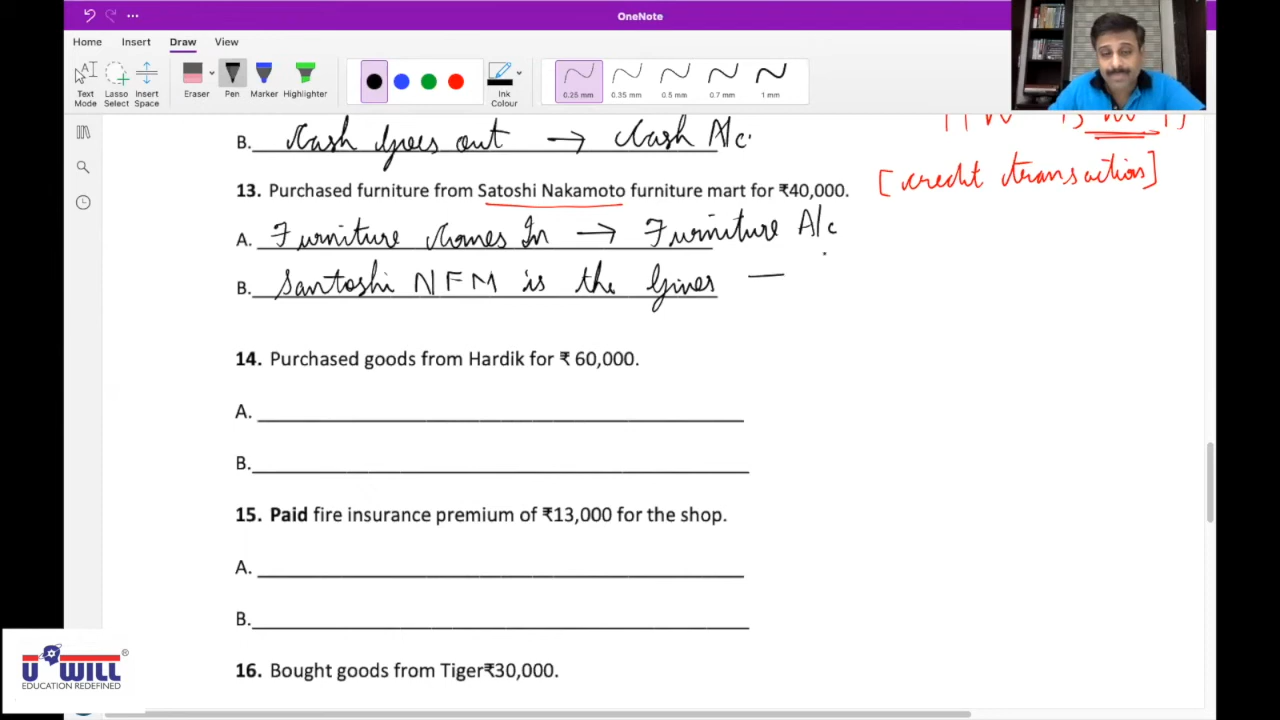 OneNote
Home Insert Draw View
Text Mode
Lasso Select
Insert Space
Eraser
Pen
Marker
Highlighter
Ink Colour
0.25 mm
0.35 mm
0.5 mm
0.7 mm
1 mm
B. Cash Goes out → Cash A/c.
[credit transaction]
13. Purchased furniture from Satoshi Nakamoto furniture mart for ₹40,000.
A. Furniture Comes In → Furniture A/c
B. Santoshi NFM is the Giver —
14. Purchased goods from Hardik for ₹ 60,000.
A.
B.
15. Paid fire insurance premium of ₹13,000 for the shop.
A.
B.
16. Bought goods from Tiger₹30,000.
U WILL
EDUCATION REDEFINED